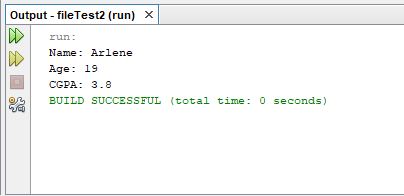 Output - fileTest2 (run) ×
run:
Name: Arlene
Age: 19
CGPA: 3.8
BUILD SUCCESSFUL (total time: 0 seconds)